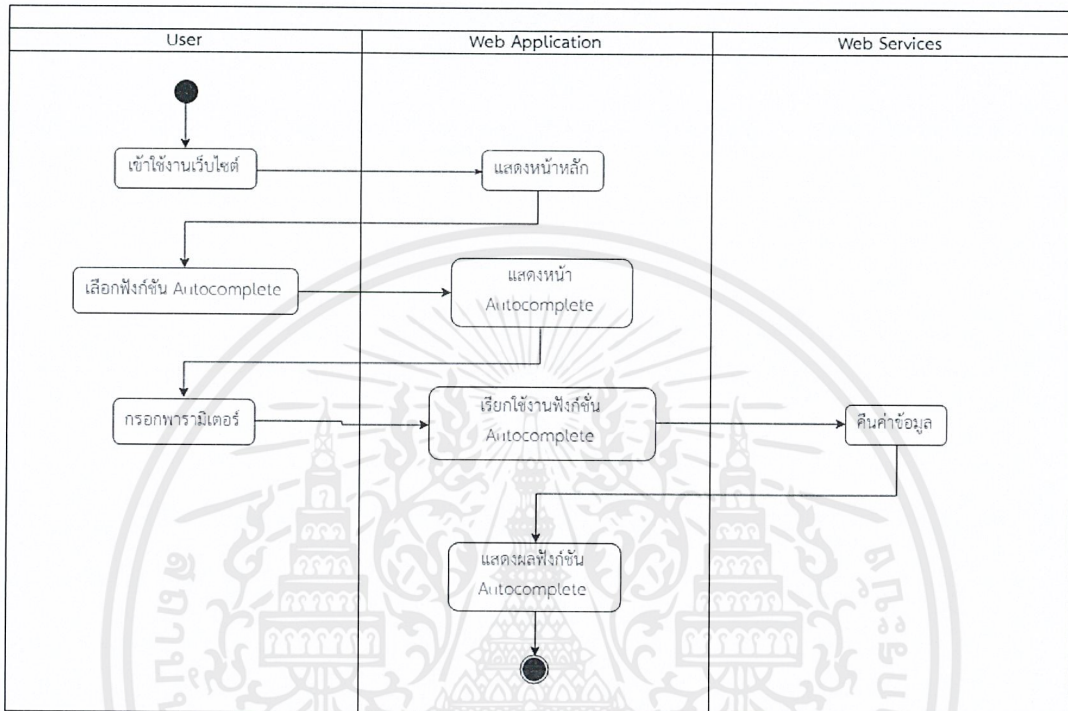 User
Web Application
Web Services
เข้าใช้งานเว็บไซต์
แสดงหน้าหลัก
เลือกฟังก์ชัน Autocomplete
แสดงหน้า
Autocomplete
กรอกพารามิเตอร์
เรียกใช้งานฟังก์ชั่น
Autocomplete
คืนค่าข้อมูล
แสดงผลฟังก์ชัน
Autocomplete